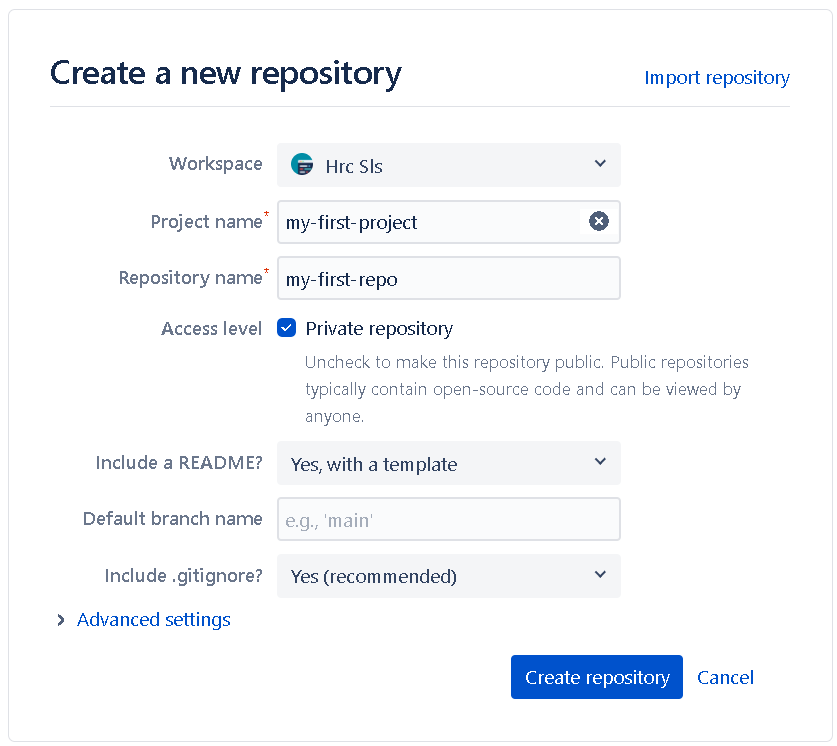 Create a new repository
Import repository
Workspace Hrc Sls
Project name* my-first-project
Repository name* my-first-repo
Access level Private repository
Uncheck to make this repository public. Public repositories
typically contain open-source code and can be viewed by
anyone.
Include a README? Yes, with a template
Default branch name e.g., 'main'
Include .gitignore? Yes (recommended)
Advanced settings
Create repository Cancel